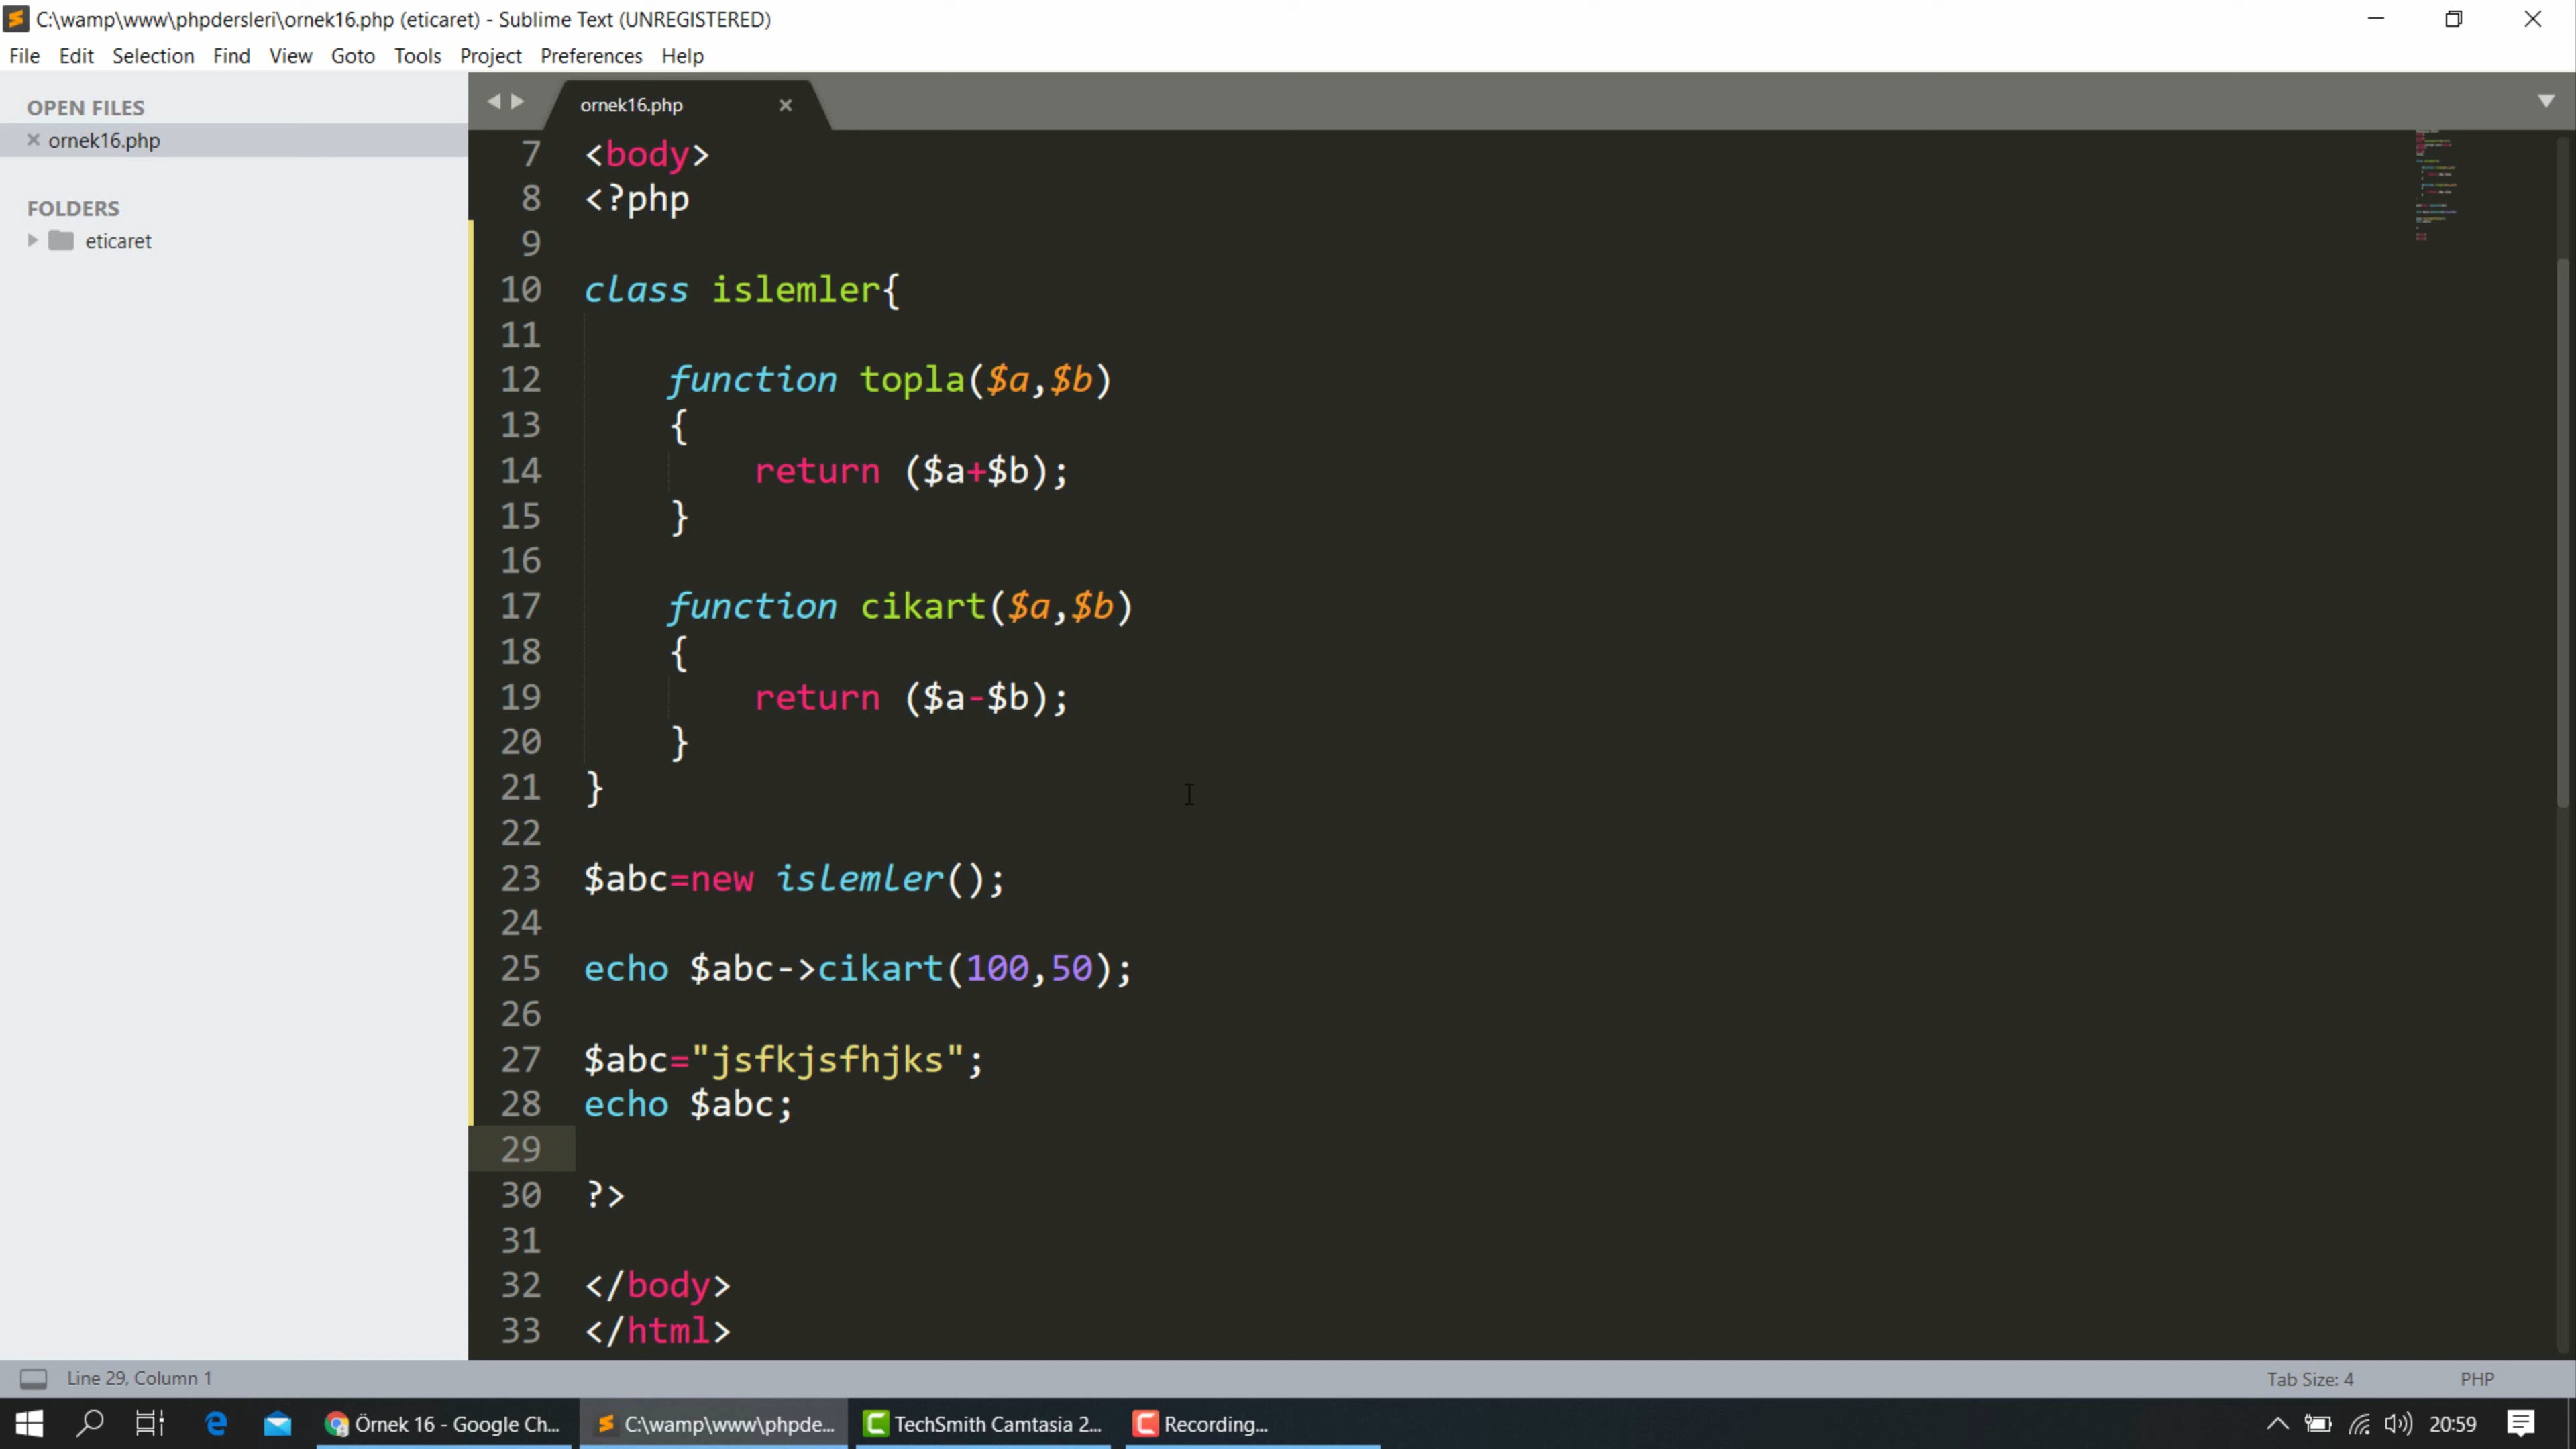 C:\wamp\www\phpdersleri\ornek16.php (eticaret) - Sublime Text (UNREGISTERED)
File Edit Selection Find View Goto Tools Project Preferences Help
OPEN FILES
ornek16.php
FOLDERS
eticaret
ornek16.php
7 <body>
8 <?php
9
10 class islemler{
11
12 function topla($a,$b)
13 {
14 return ($a+$b);
15 }
16
17 function cikart($a,$b)
18 {
19 return ($a-$b);
20 }
21 }
22
23 $abc=new islemler();
24
25 echo $abc->cikart(100,50);
26
27 $abc="jsfkjsfhjks";
28 echo $abc;
29
30 ?>
31
32 </body>
33 </html>
Line 29, Column 1 Tab Size: 4 PHP
Örnek 16 - Google Ch... C:\wamp\www\phpde... TechSmith Camtasia 2... Recording... 20:59